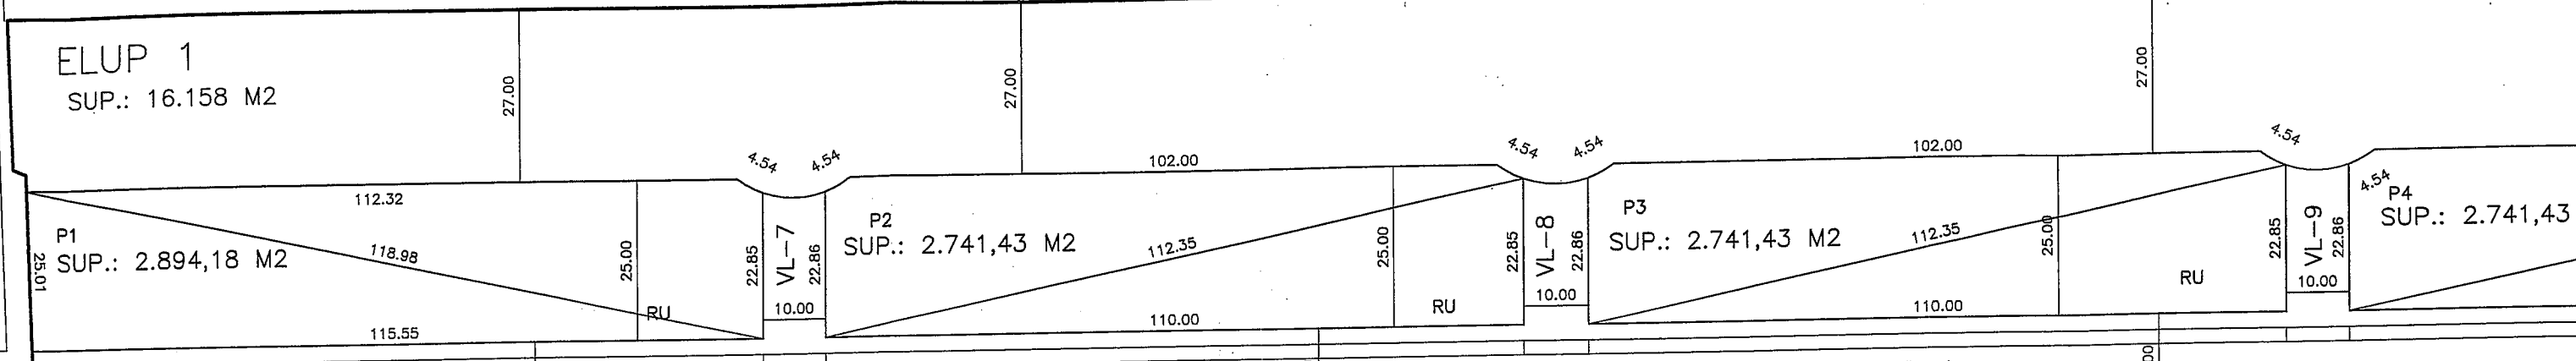 ELUP 1
SUP.: 16.158 M2
27.00
27.00
27.00
4.54
4.54
102.00
4.54
4.54
102.00
4.54
4.54
112.32
P1
SUP.: 2.894,18 M2
25.01
118.98
25.00
RU
115.55
22.85
VL-7
22.86
10.00
P2
SUP.: 2.741,43 M2
112.35
25.00
RU
110.00
22.85
VL-8
22.86
10.00
P3
SUP.: 2.741,43 M2
112.35
25.00
RU
110.00
22.85
VL-9
22.86
10.00
P4
SUP.: 2.741,43